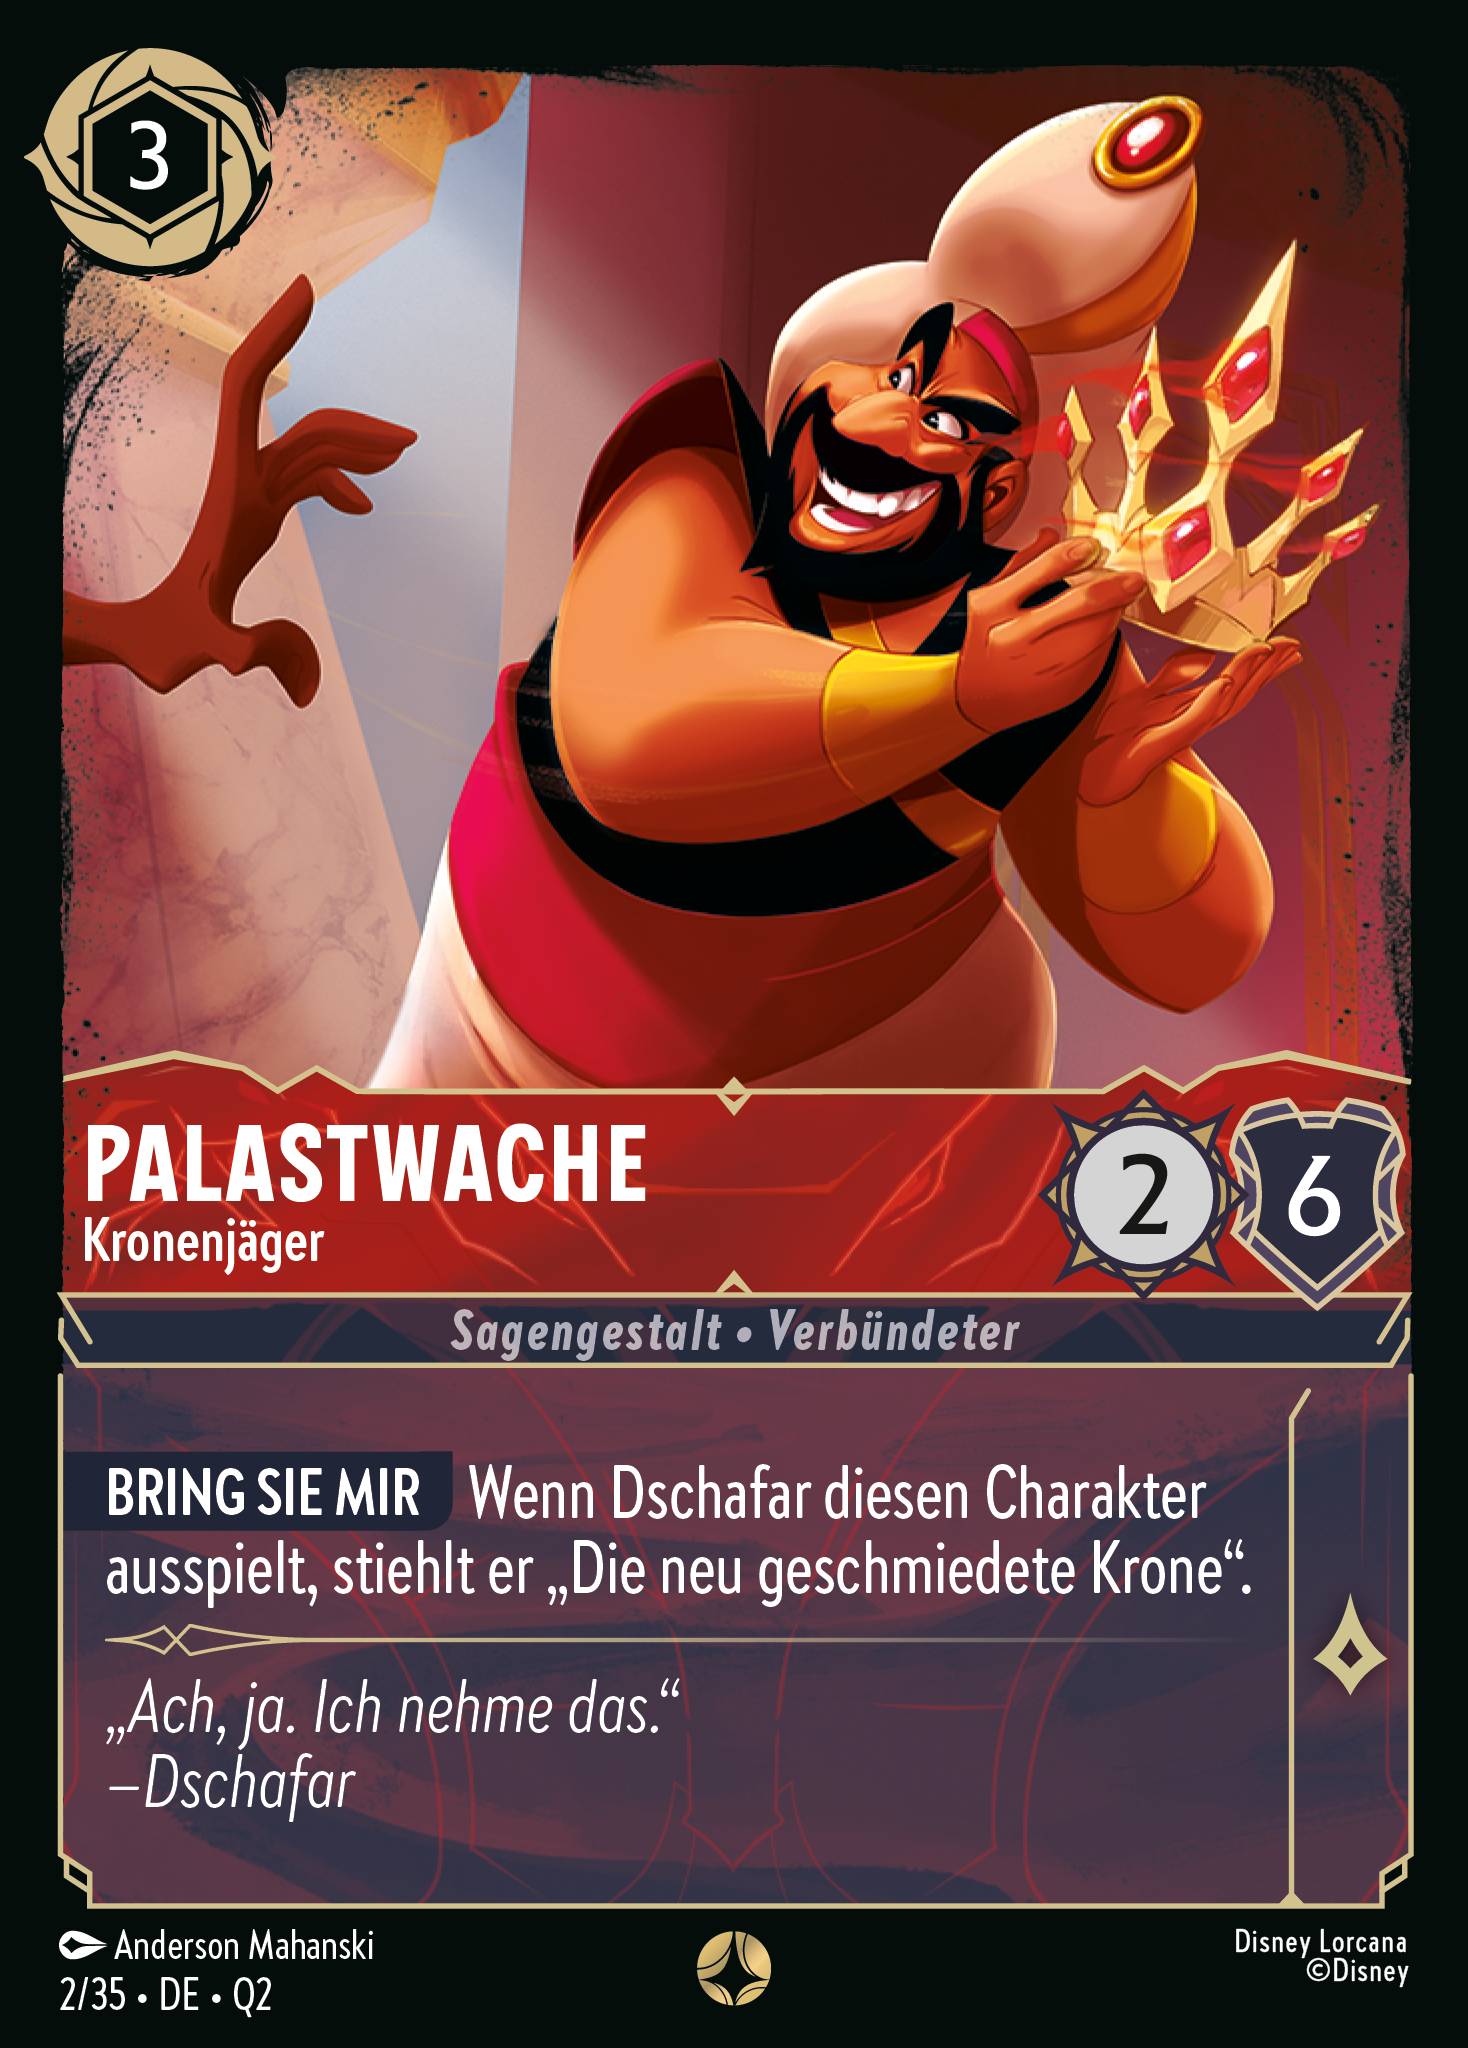 3
PALASTWACHE
Kronenjäger
2
6
Sagengestalt • Verbündeter
BRING SIE MIR Wenn Dschafar diesen Charakter
ausspielt, stiehlt er „Die neu geschmiedete Krone“.
„Ach, ja. Ich nehme das.“
–Dschafar
Anderson Mahanski
2/35 • DE • Q2
Disney Lorcana
©Disney